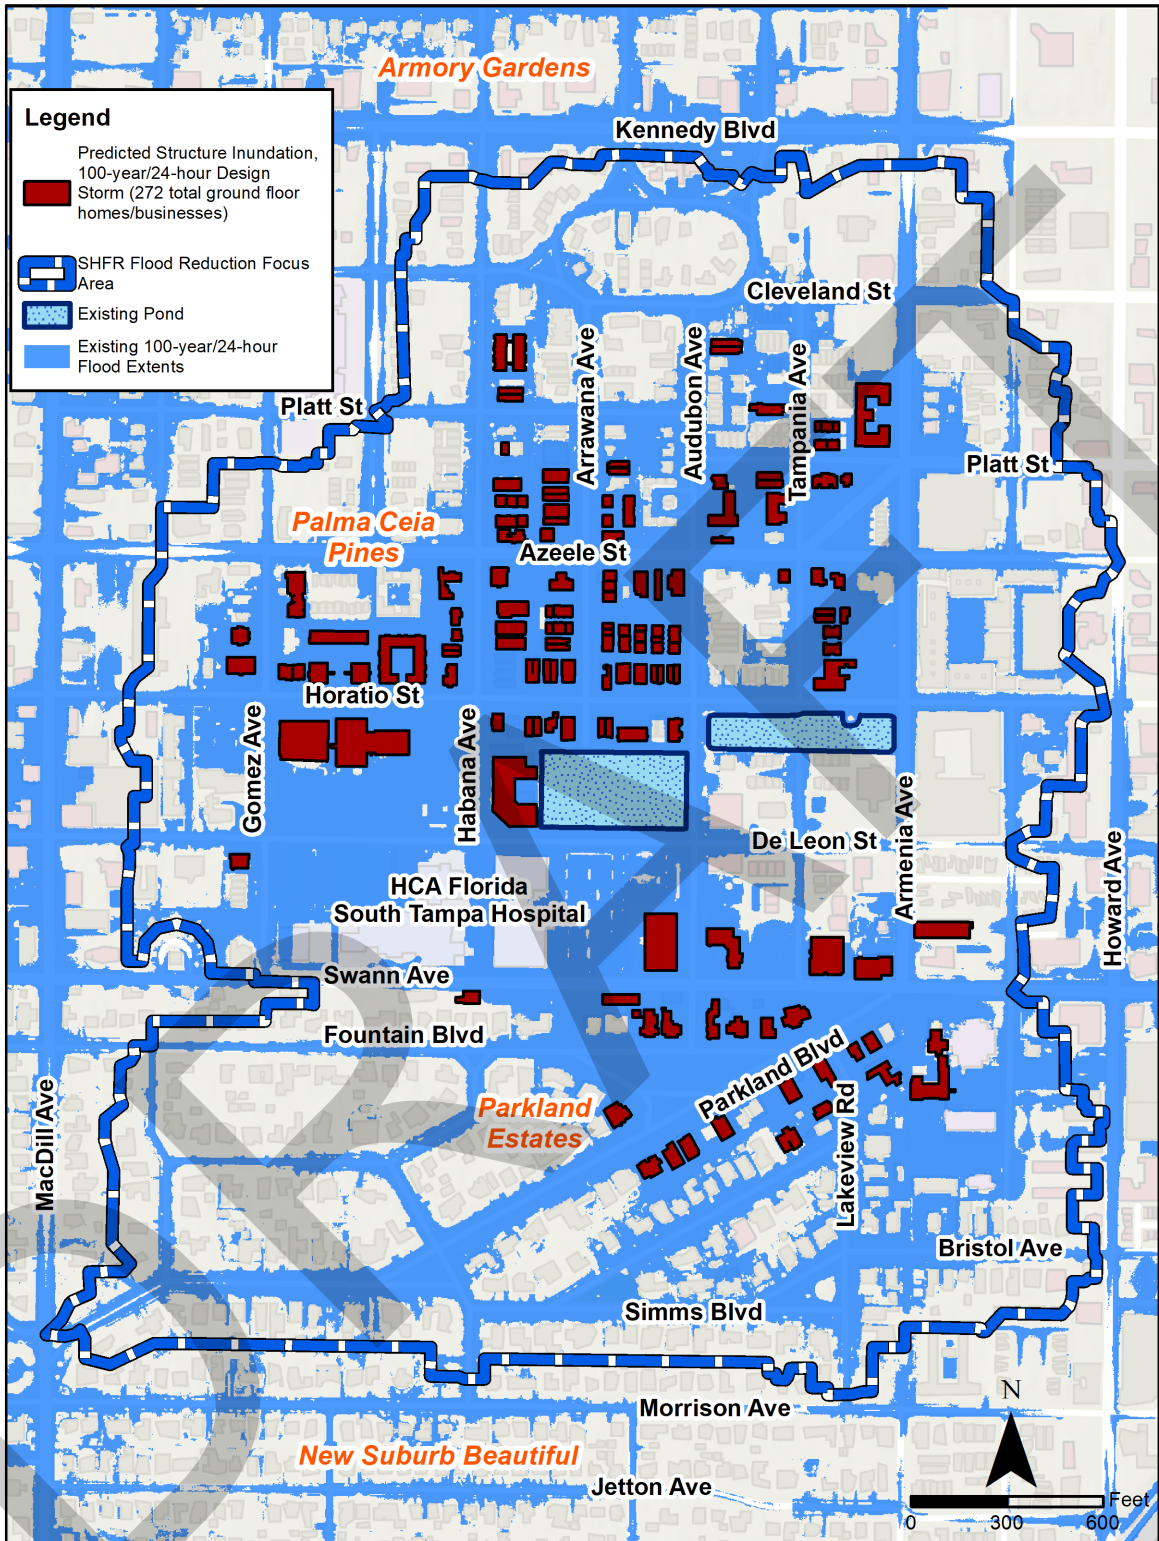 Armory Gardens
Kennedy Blvd
Legend
Predicted Structure Inundation,
100-year/24-hour Design
Storm (272 total ground floor
homes/businesses)
SHFR Flood Reduction Focus
Area
Existing Pond
Existing 100-year/24-hour
Flood Extents
Cleveland St
Arrawana Ave
Audubon Ave
Tampania Ave
Platt St
Platt St
Palma Ceia
Pines
Azeele St
Horatio St
Gomez Ave
Habana Ave
De Leon St
Armenia Ave
Howard Ave
HCA Florida
South Tampa Hospital
Swann Ave
Fountain Blvd
Parkland Blvd
MacDill Ave
Parkland
Estates
Lakeview Rd
Bristol Ave
Simms Blvd
Morrison Ave
N
New Suburb Beautiful
Jetton Ave
Feet
0 300 600
DRAFT